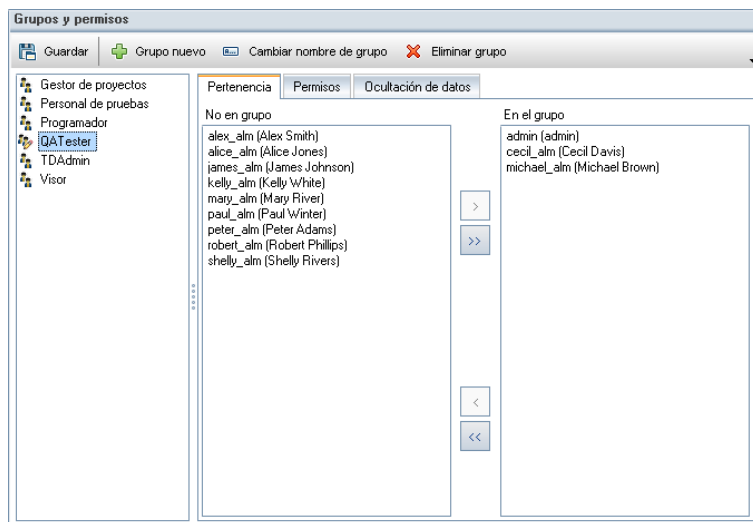 Grupos y permisos
Guardar Grupo nuevo Cambiar nombre de grupo Eliminar grupo
Gestor de proyectos
Personal de pruebas
Programador
QATester
TDAdmin
Visor
Pertenencia Permisos Ocultación de datos
No en grupo
alex_alm (Alex Smith)
alice_alm (Alice Jones)
james_alm (James Johnson)
kelly_alm (Kelly White)
mary_alm (Mary River)
paul_alm (Paul Winter)
peter_alm (Peter Adams)
robert_alm (Robert Phillips)
shelly_alm (Shelly Rivers)
>
>>
<
<<
En el grupo
admin (admin)
cecil_alm (Cecil Davis)
michael_alm (Michael Brown)